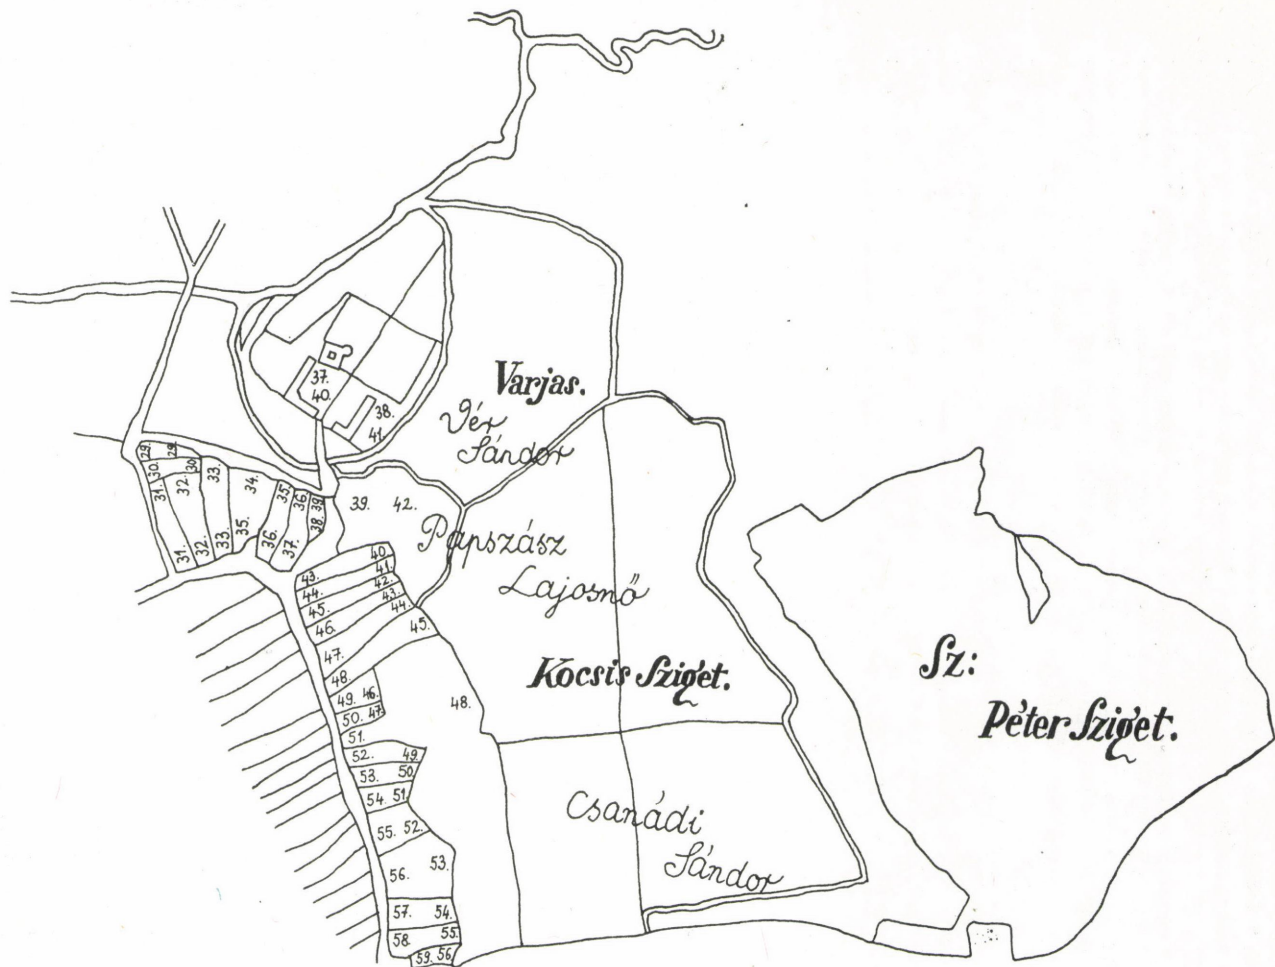 Varjas.
Vér
Sándor
37.
40.
38.
41.
39. 42.
Papszász
Lajosnő
Kocsis Sziget.
Csanádi
Sándor
Sz:
Péter Sziget.
29. 29.
30. 30.
31. 32. 33. 34. 35. 36. 39.
31. 32. 33. 35. 36. 37. 38.
43. 40.
44. 41.
45. 42.
46. 43.
44.
47. 45.
48.
49. 46.
50. 47.
48.
51.
52. 49.
53. 50.
54. 51.
55. 52.
56. 53.
57. 54.
58. 55.
59. 56.